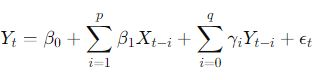 $Y_t = \beta_0 + \sum_{i=1}^{p} \beta_1 X_{t-i} + \sum_{i=0}^{q} \gamma_i Y_{t-i} + \epsilon_t$